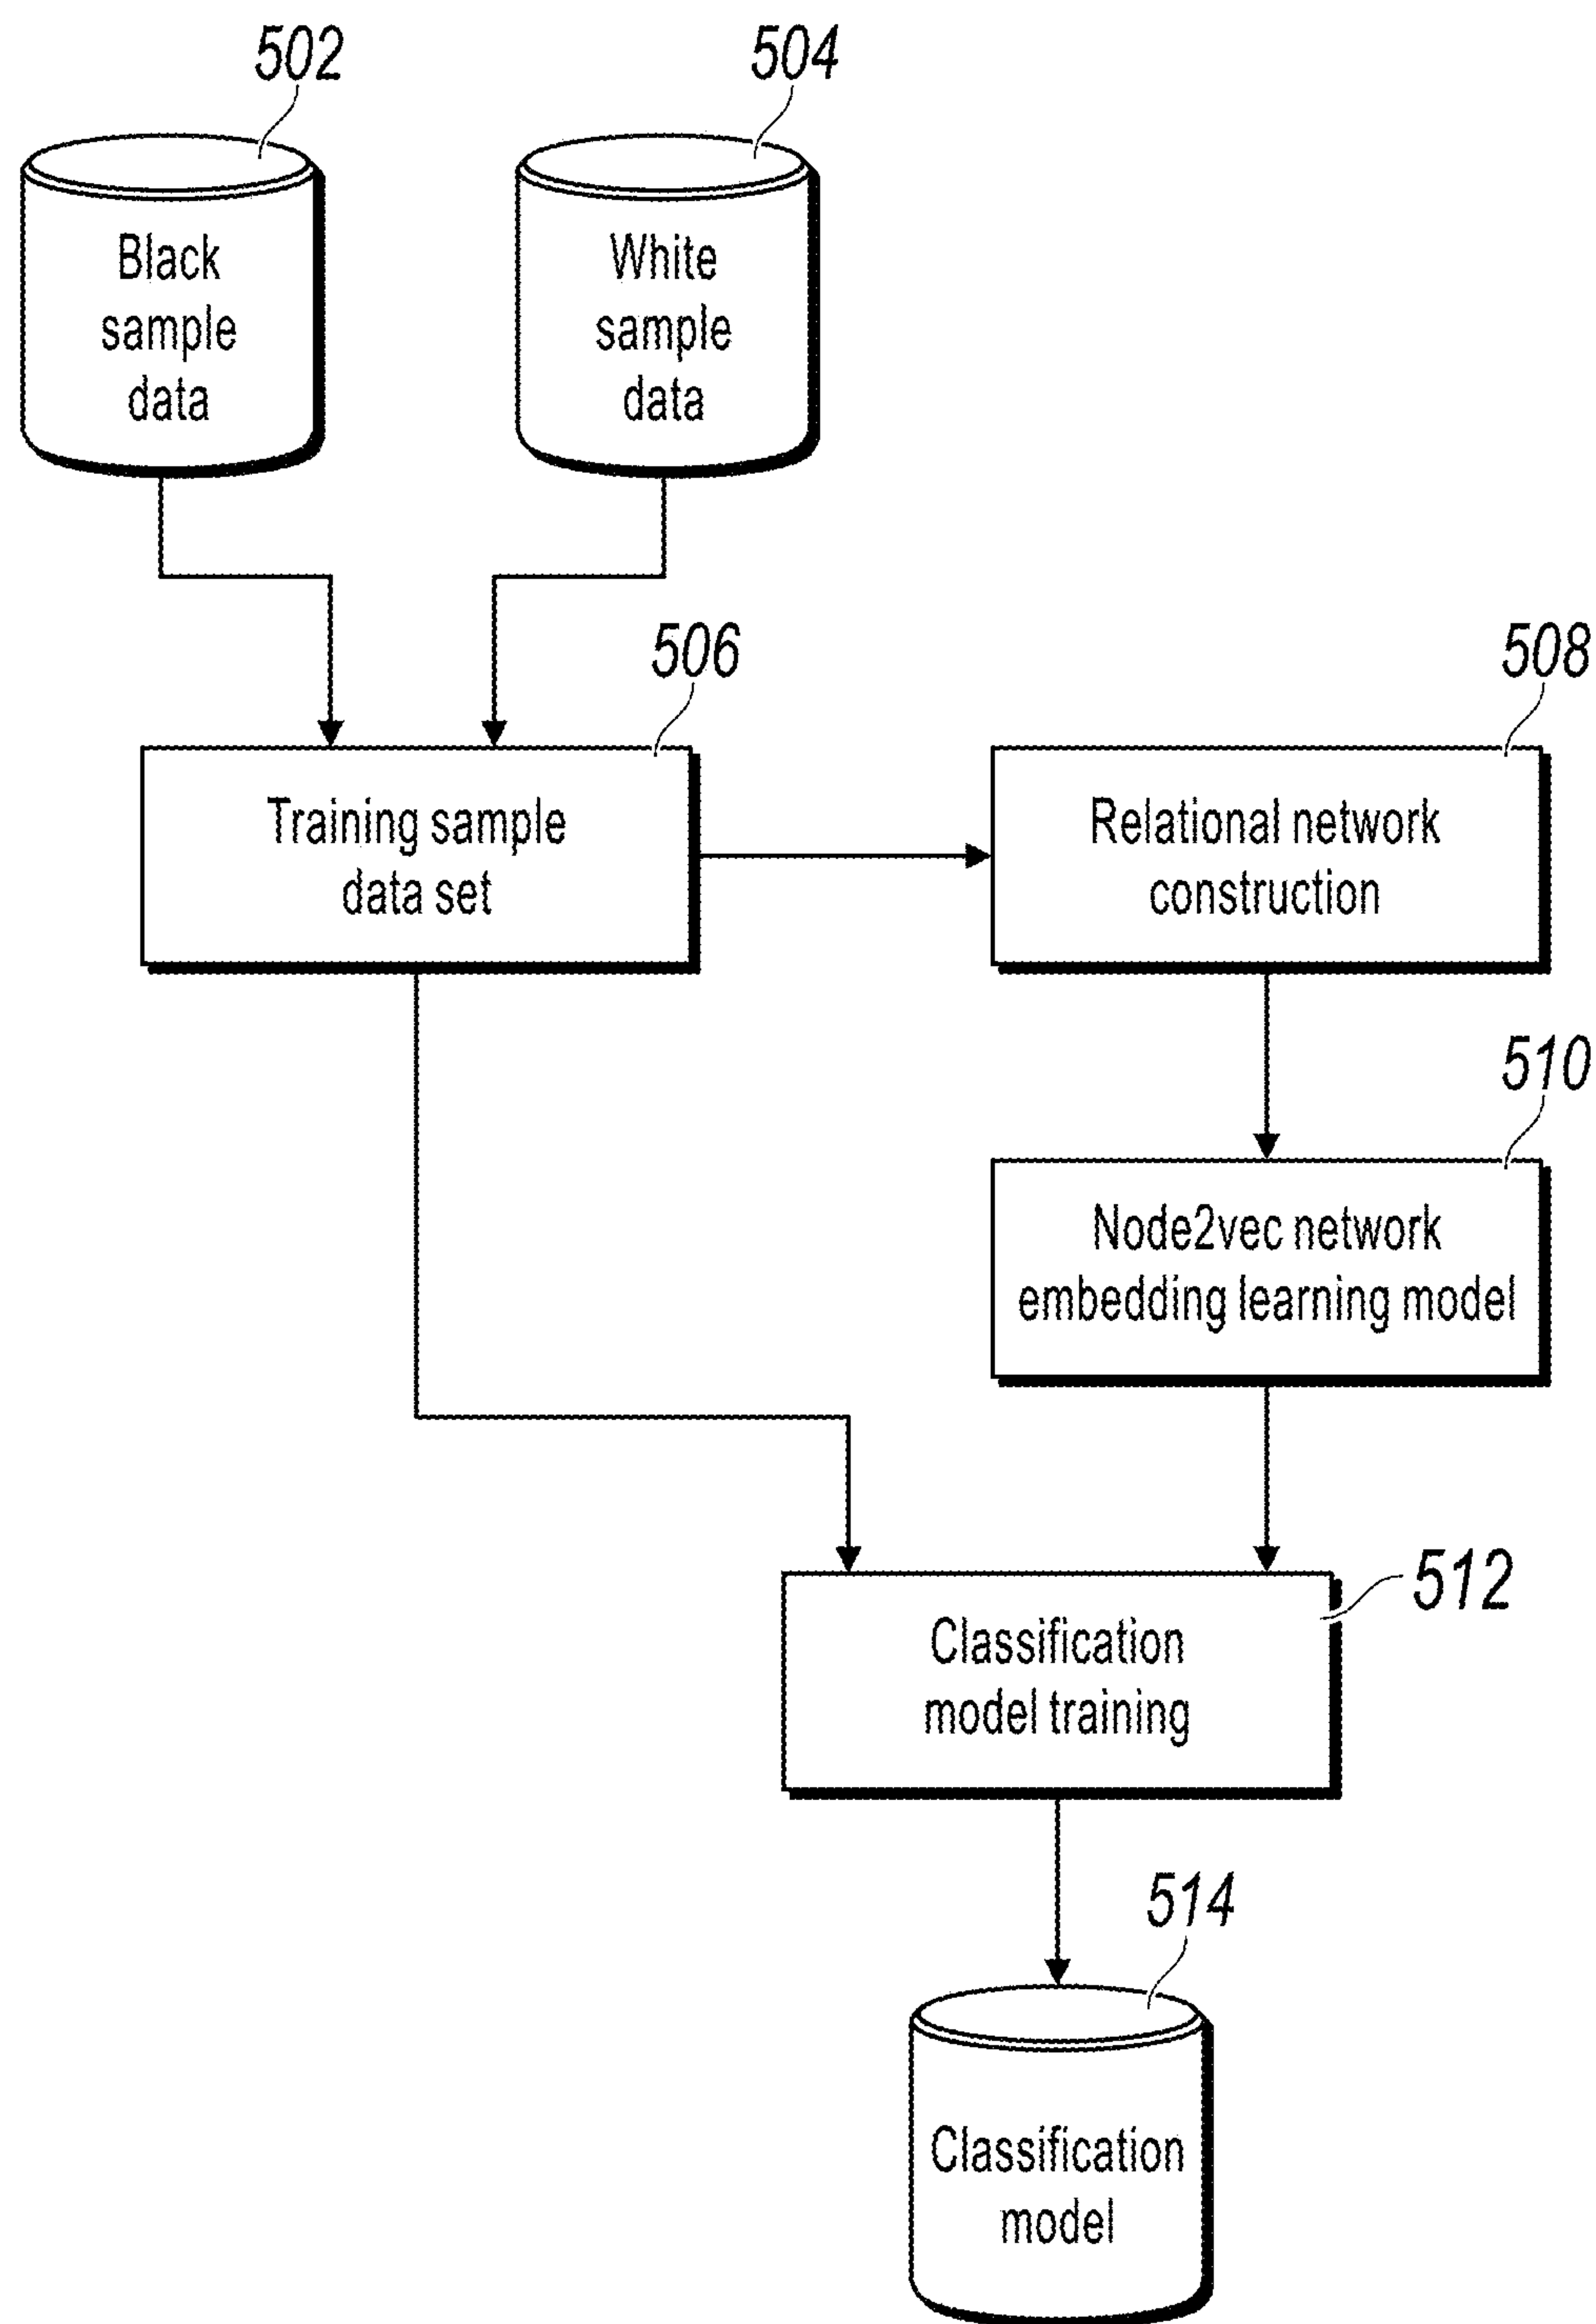 502
504
Black
sample
data
White
sample
data
506
508
Training sample
data set
Relational network
construction
510
Node2vec network
embedding learning model
512
Classification
model training
514
Classification
model